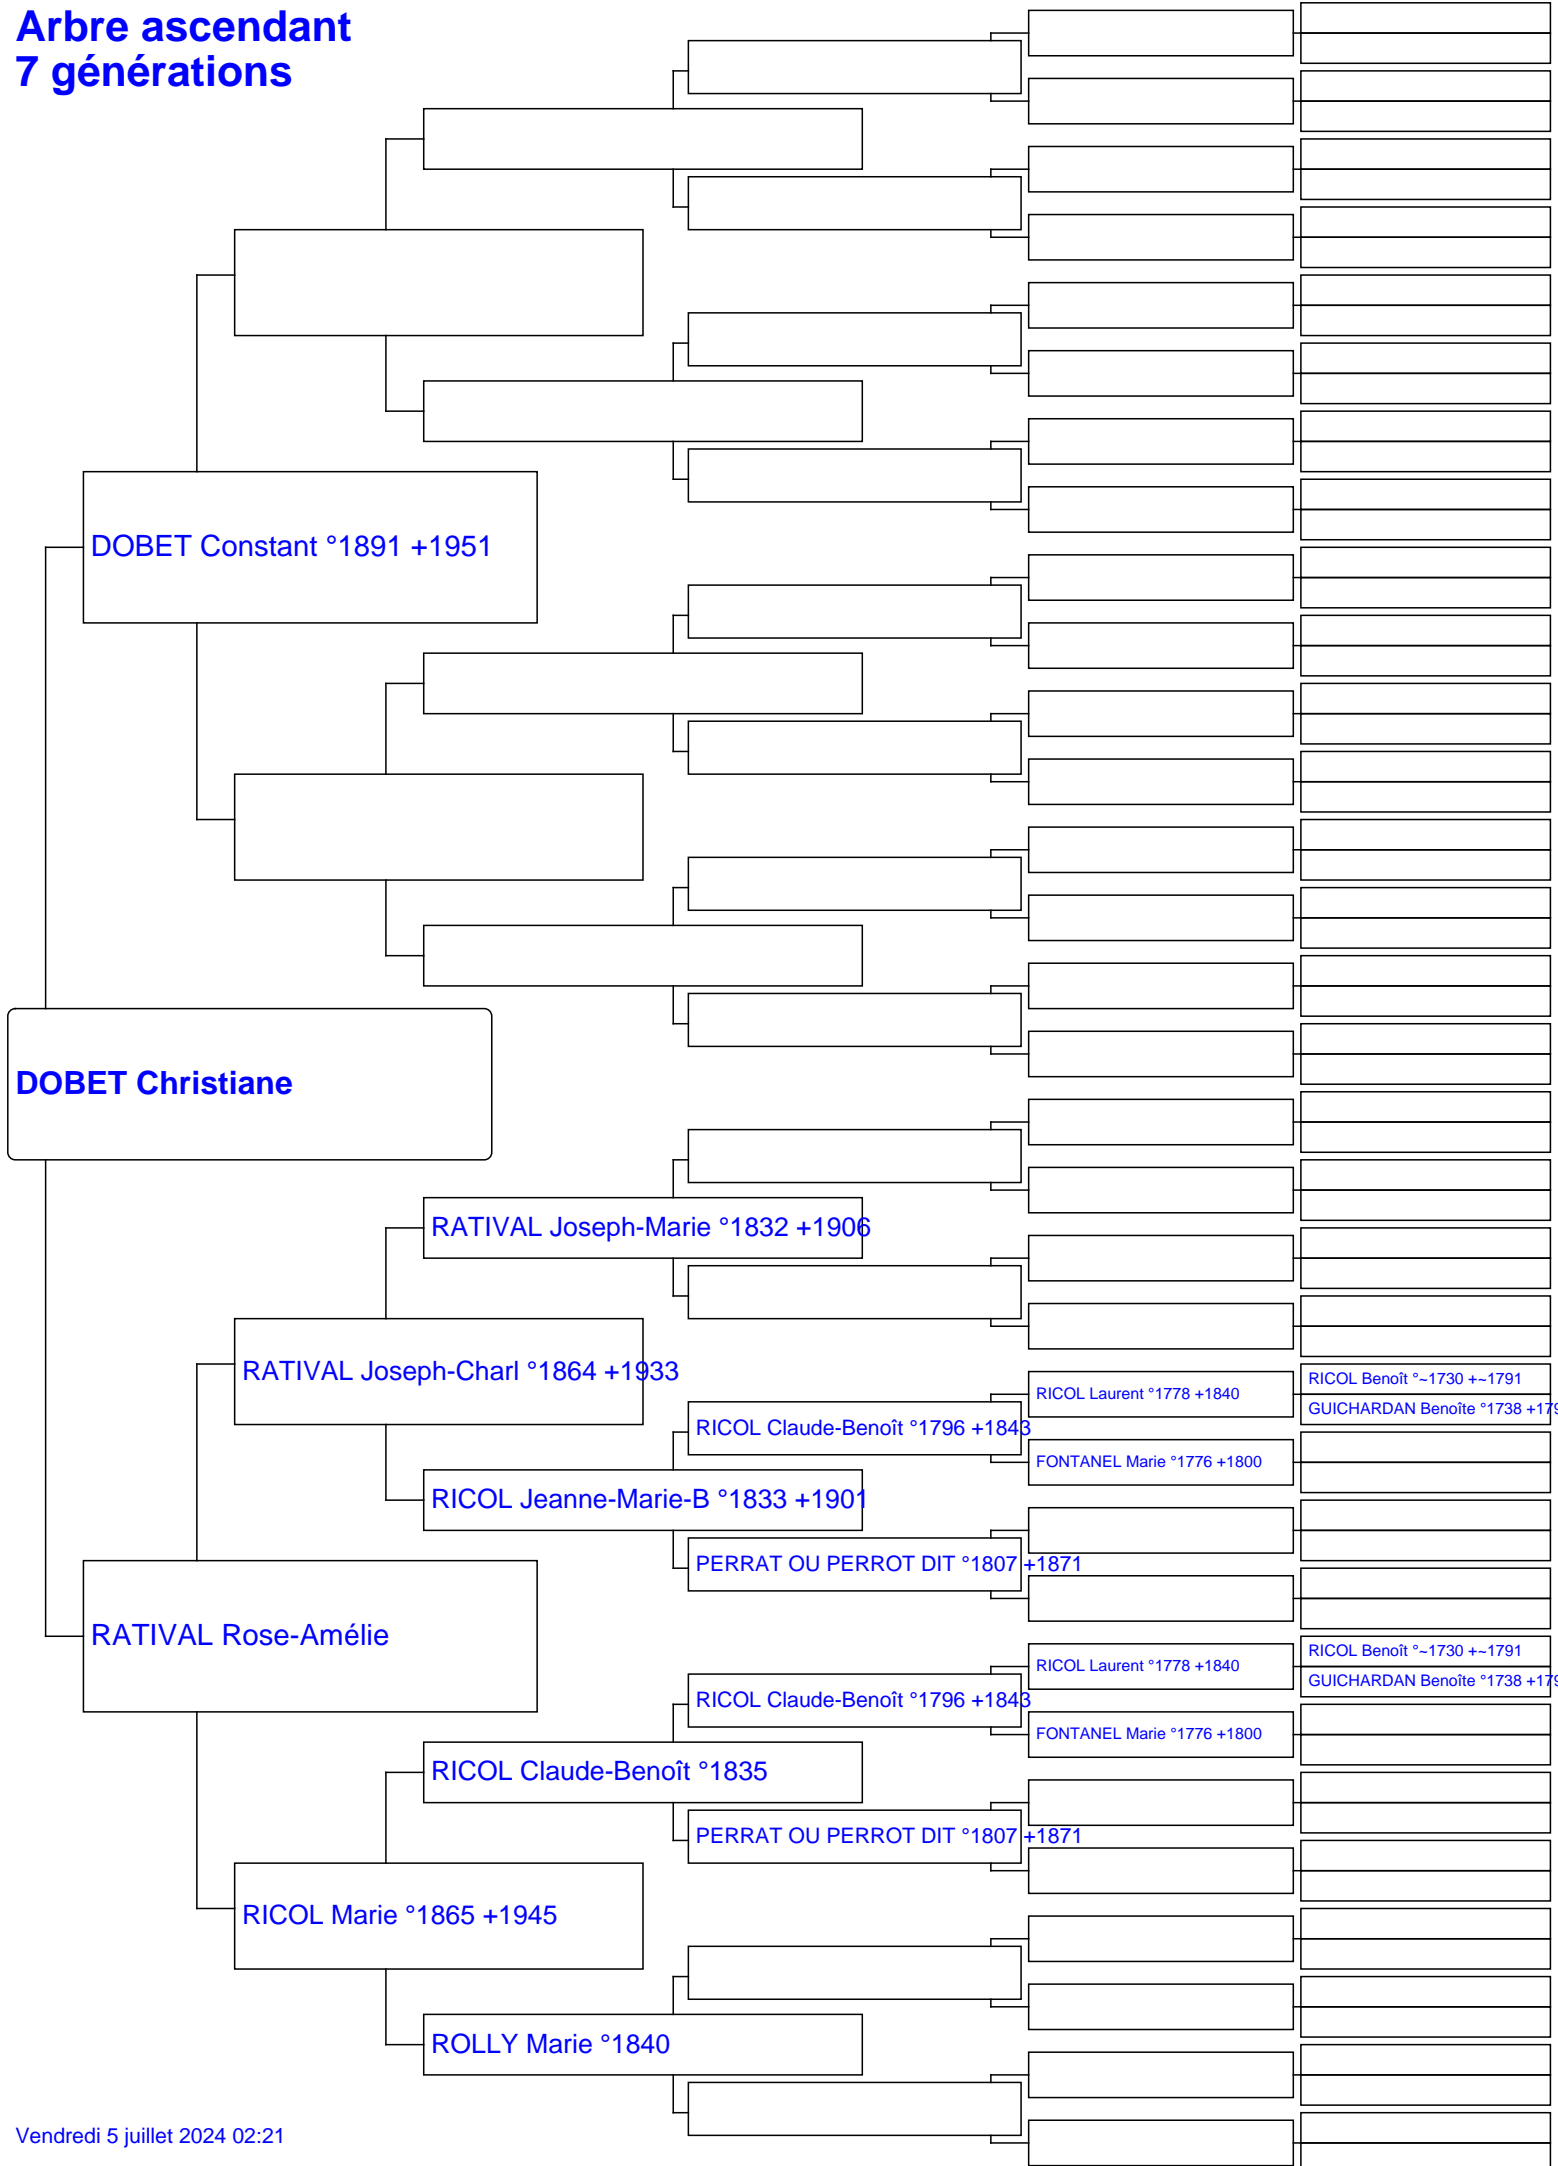 Arbre ascendant
7 générations
DOBET Constant °1891 +1951
DOBET Christiane
RATIVAL Joseph-Marie °1832 +1906
RATIVAL Joseph-Charl °1864 +1933
RICOL Benoît °~1730 +~1791
RICOL Laurent °1778 +1840
GUICHARDAN Benoîte °1738 +179
RICOL Claude-Benoît °1796 +1843
FONTANEL Marie °1776 +1800
RICOL Jeanne-Marie-B °1833 +1901
PERRAT OU PERROT DIT °1807 +1871
RATIVAL Rose-Amélie
RICOL Benoît °~1730 +~1791
RICOL Laurent °1778 +1840
GUICHARDAN Benoîte °1738 +179
RICOL Claude-Benoît °1796 +1843
FONTANEL Marie °1776 +1800
RICOL Claude-Benoît °1835
PERRAT OU PERROT DIT °1807 +1871
RICOL Marie °1865 +1945
ROLLY Marie °1840
Vendredi 5 juillet 2024 02:21